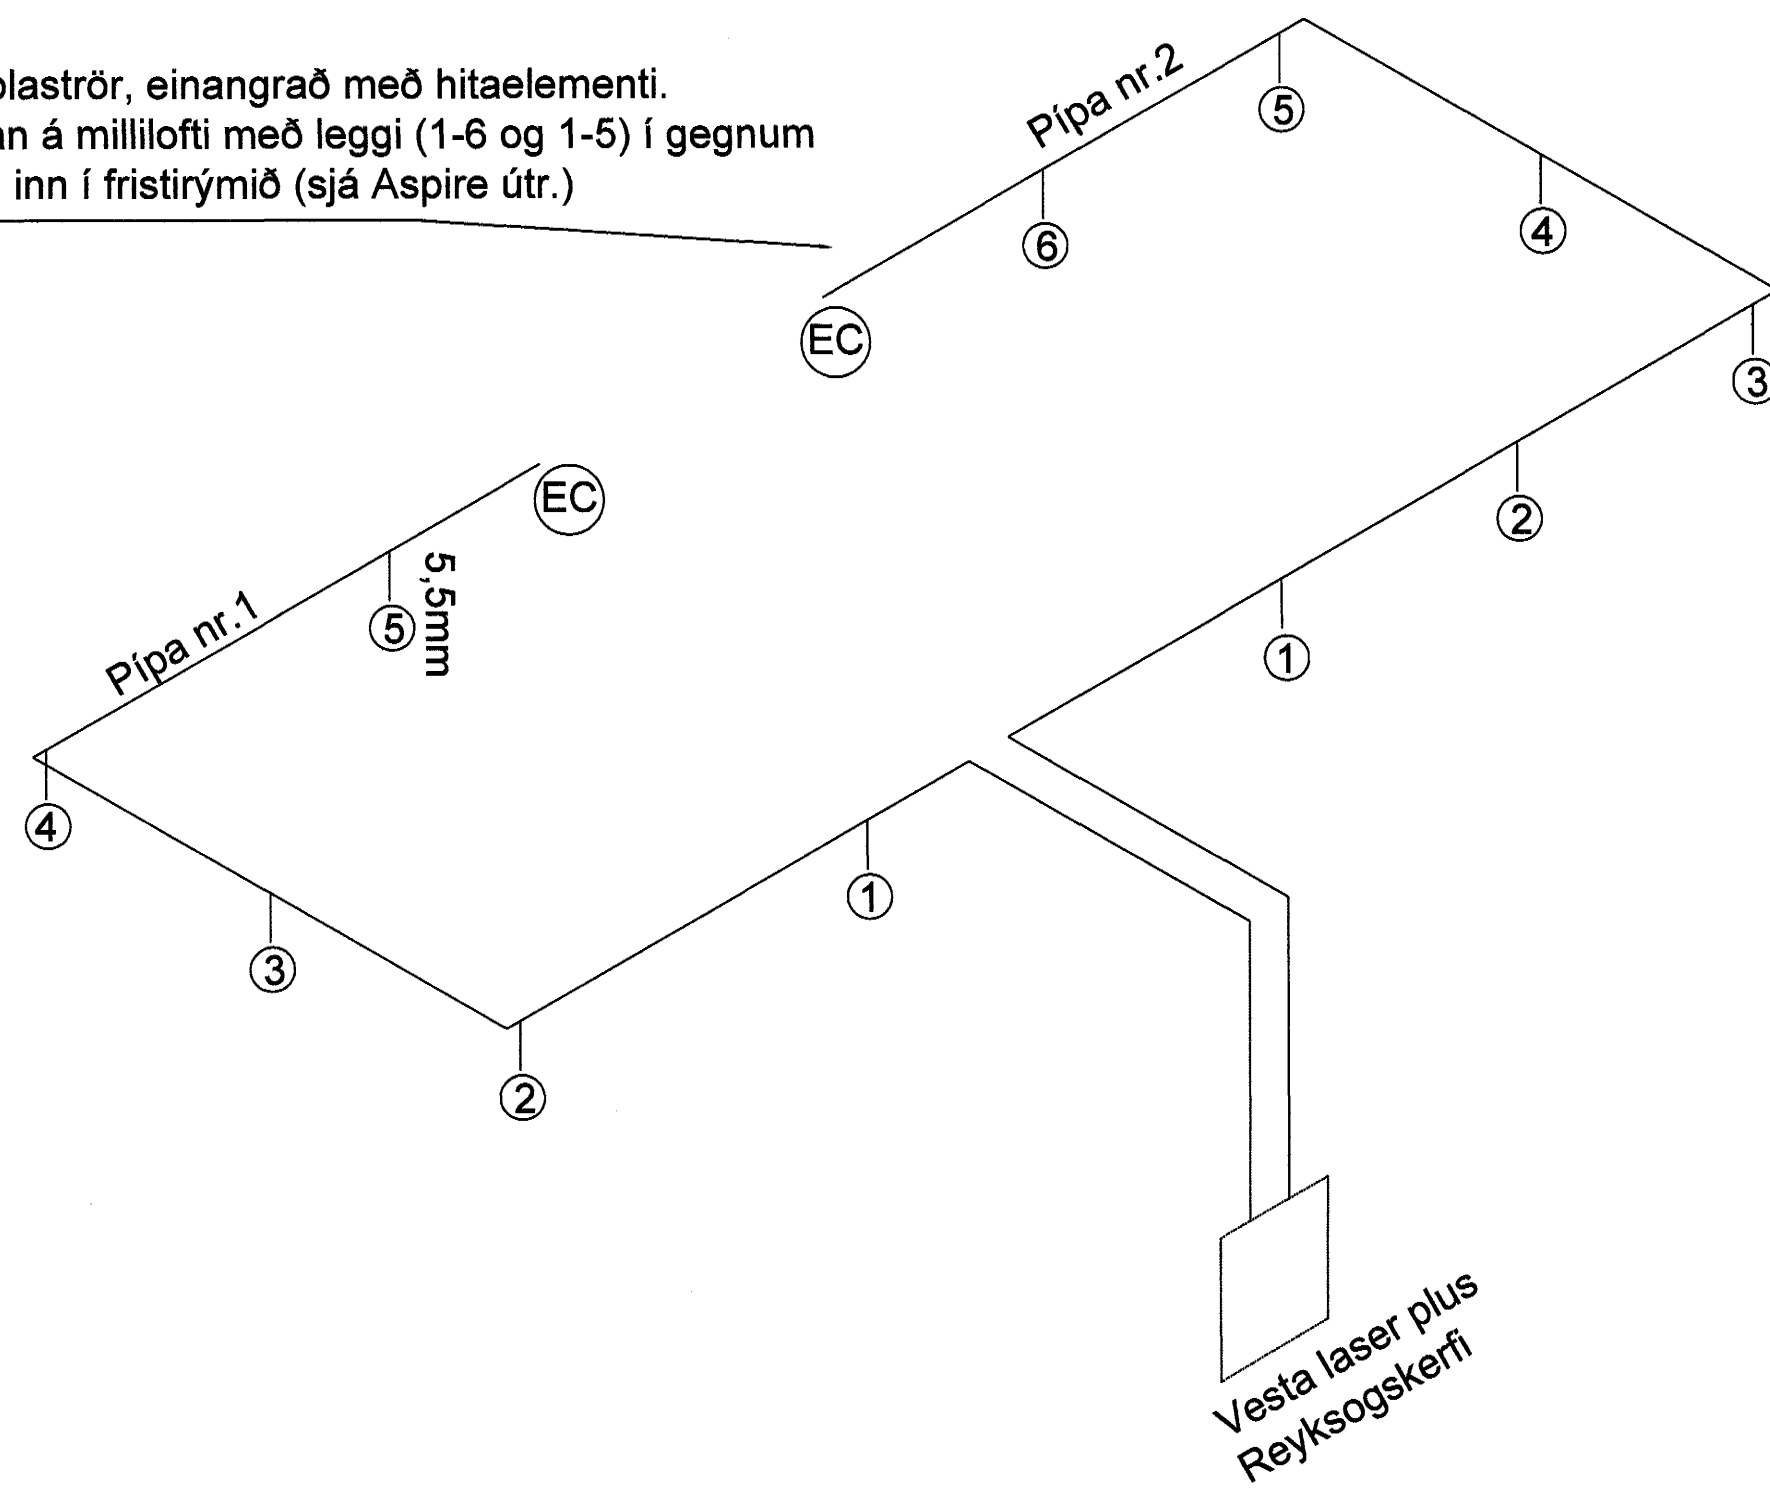 plaströr, einangrað með hitaelementi.
an á millilofti með leggi (1-6 og 1-5) í gegnum
inn í fristirýmið (sjá Aspire útr.)
Pípa nr.2
5
4
6
EC
3
2
1
EC
5,5mm
5
Pípa nr.1
4
3
2
1
Vesta laser plus
Reyksogskerfi